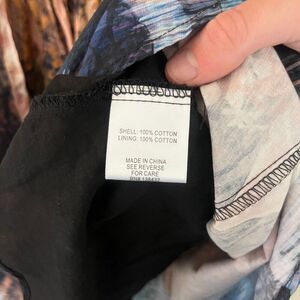 SHELL: 100% COTTON
LINING: 100% COTTON
MADE IN CHINA
SEE REVERSE
FOR CARE